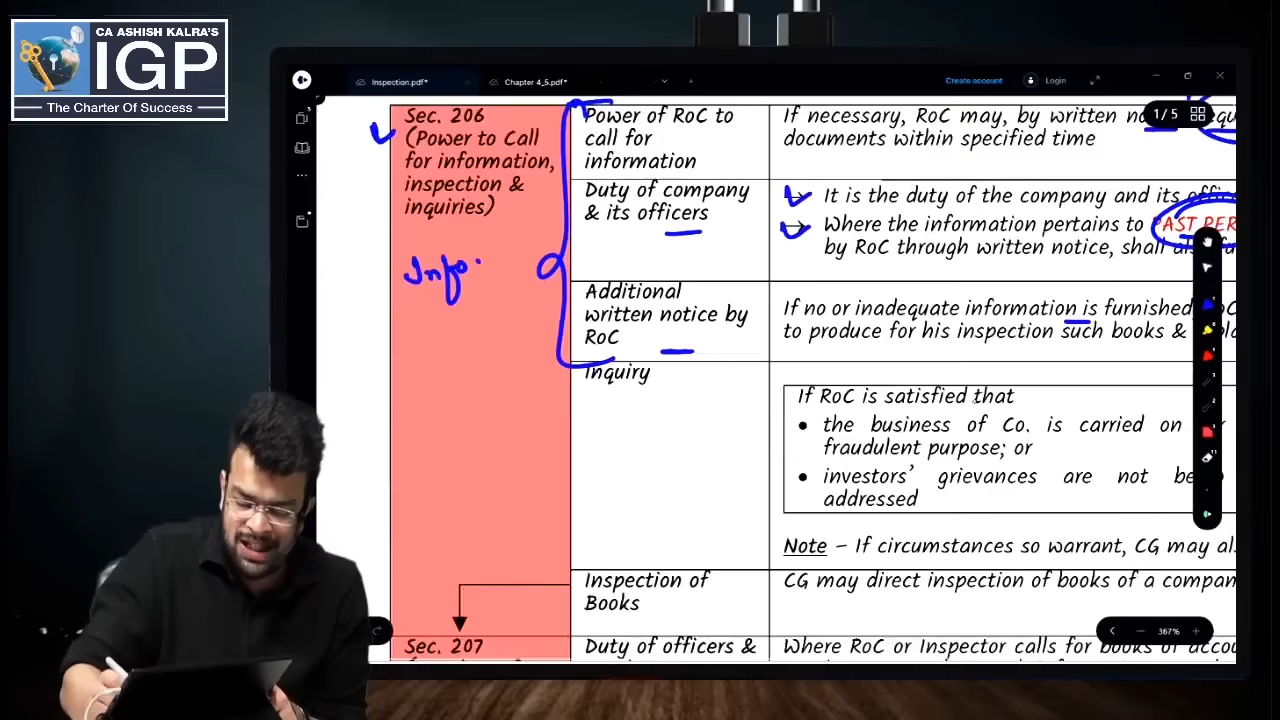 CA ASHISH KALRA'S
IGP
The Charter Of Success
Inspection.pdf*
Chapter 4_5.pdf*
Create account
Login
1/5
Sec. 206
(Power to Call
for information,
inspection &
inquiries)
Info.
Power of RoC to
call for
information
If necessary, RoC may, by written
documents within specified time
Duty of company
& its officers
It is the duty of the company and its
Where the information pertains to PAST PER
by RoC through written notice, shall
Additional
written notice by
RoC
If no or inadequate information is furnished,
to produce for his inspection such books &
Inquiry
If RoC is satisfied that
• the business of Co. is carried on
fraudulent purpose; or
• investors' grievances are not be
addressed
Note – If circumstances so warrant, CG may
Inspection of
Books
CG may direct inspection of books of a compan
367%
Sec. 207
Duty of officers &
Where RoC or Inspector calls for books of